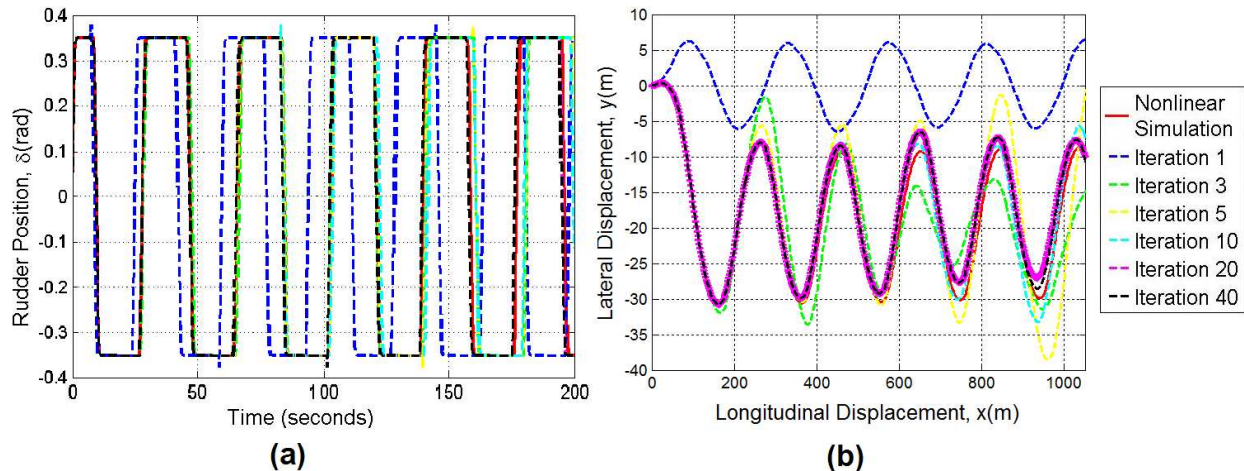 0.4
0.3
0.2
0.1
0
-0.1
-0.2
-0.3
-0.4
Rudder Position, δ(rad)
0
50
100
150
200
Time (seconds)
(a)
10
5
0
-5
-10
-15
-20
-25
-30
-35
-40
Lateral Displacement, y(m)
0
200
400
600
800
1000
Longitudinal Displacement, x(m)
(b)
Nonlinear
Simulation
Iteration 1
Iteration 3
Iteration 5
Iteration 10
Iteration 20
Iteration 40